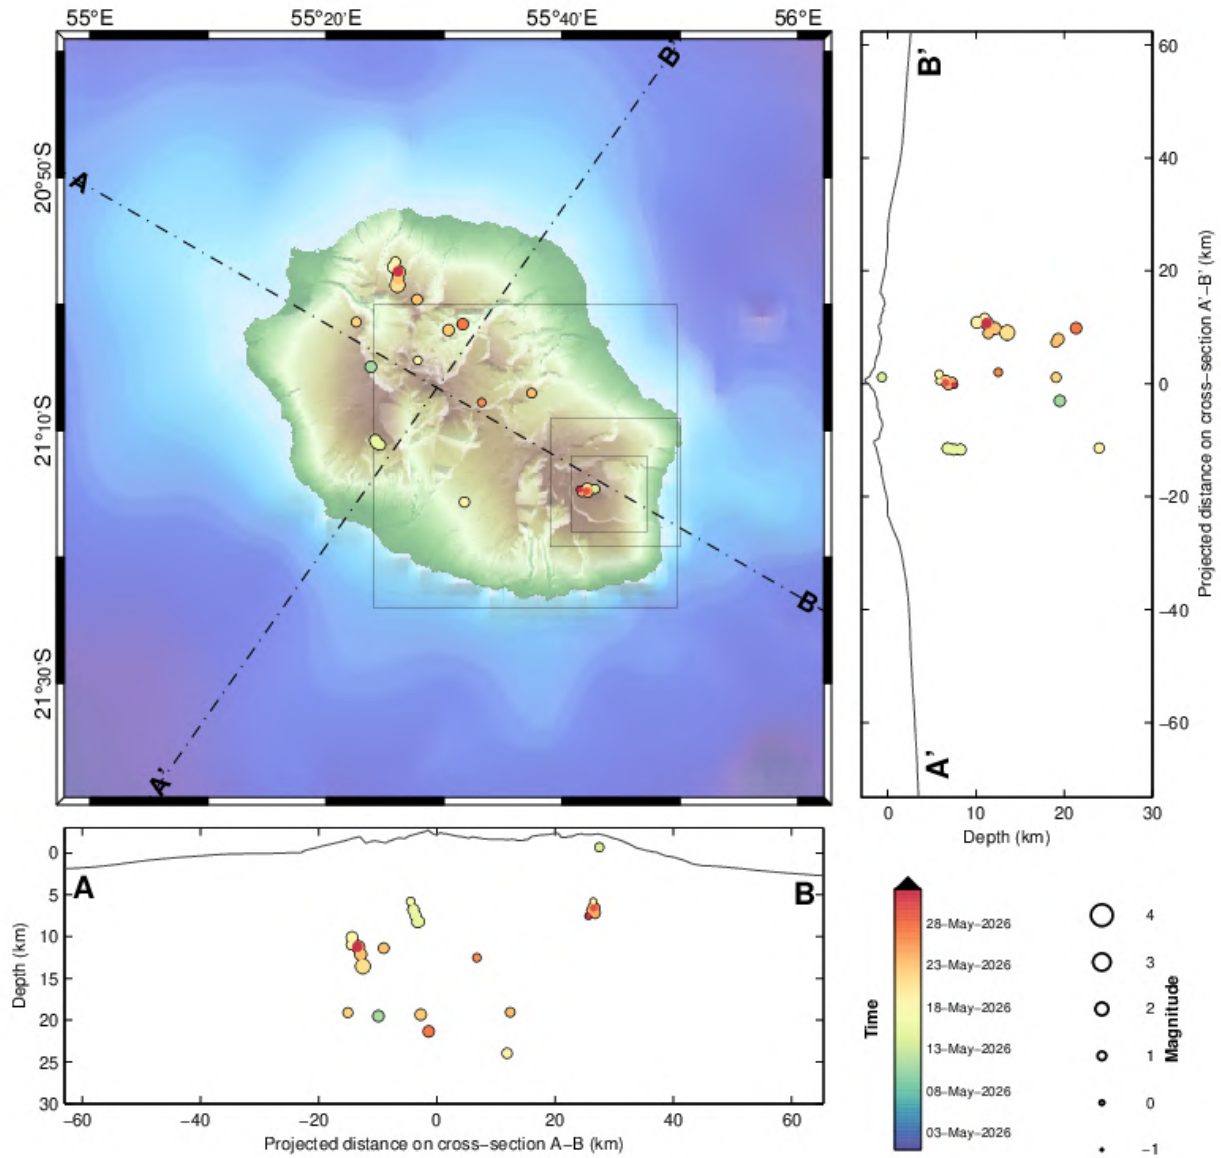 55°E 55°20'E 55°40'E 56°E
20°50'S
21°10'S
21°30'S
A
B'
B
A'
B'
A'
60
40
20
0
−20
−40
−60
Projected distance on cross−section A'−B' (km)
0 10 20 30
Depth (km)
A
B
0
5
10
15
20
25
30
Depth (km)
−60 −40 −20 0 20 40 60
Projected distance on cross−section A−B (km)
Time
28−May−2026
23−May−2026
18−May−2026
13−May−2026
08−May−2026
03−May−2026
4
3
2
1
0
−1
Magnitude